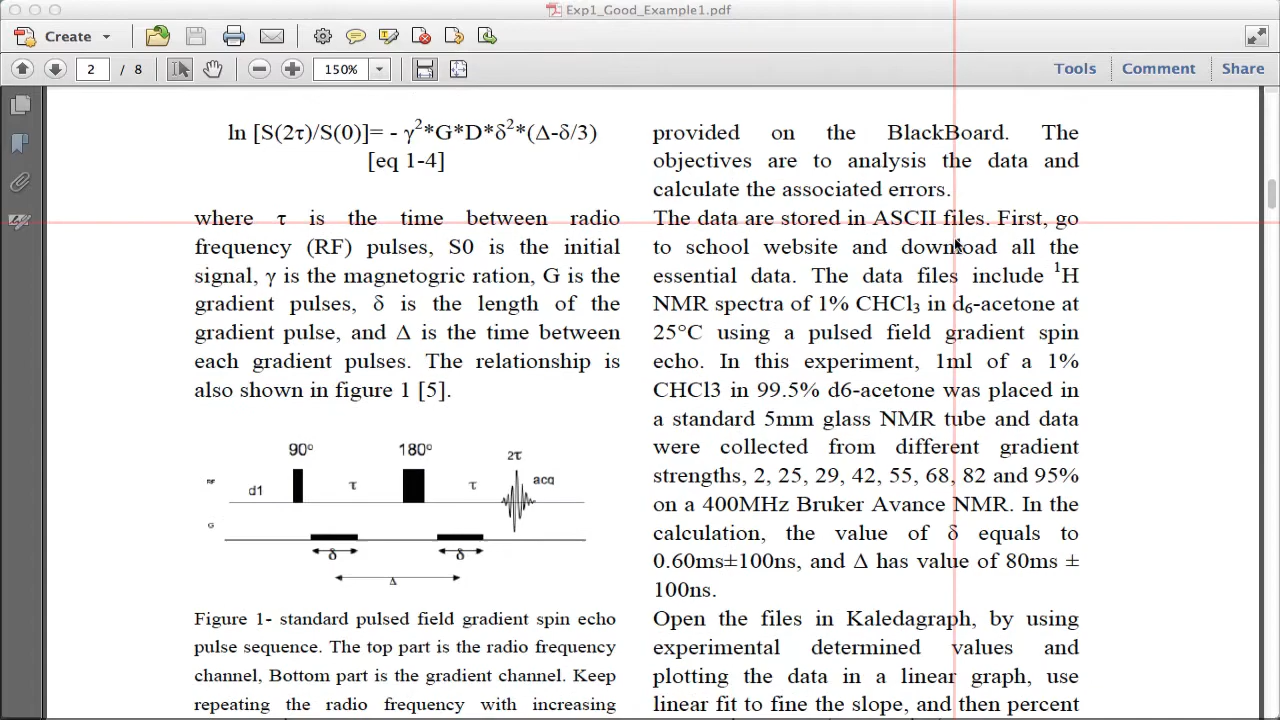 Exp1_Good_Example1.pdf
Create
2 / 8 150% Tools Comment Share
ln [S(2τ)/S(0)]= - γ²*G*D*δ²*(Δ-δ/3)
[eq 1-4]
where τ is the time between radio
frequency (RF) pulses, S0 is the initial
signal, γ is the magnetogric ration, G is the
gradient pulses, δ is the length of the
gradient pulse, and Δ is the time between
each gradient pulses. The relationship is
also shown in figure 1 [5].
90° 180° 2τ
RF d1 τ τ acq
G
δ δ
Δ
Figure 1- standard pulsed field gradient spin echo
pulse sequence. The top part is the radio frequency
channel, Bottom part is the gradient channel. Keep
repeating the radio frequency with increasing
provided on the BlackBoard. The
objectives are to analysis the data and
calculate the associated errors.
The data are stored in ASCII files. First, go
to school website and download all the
essential data. The data files include ¹H
NMR spectra of 1% CHCl₃ in d₆-acetone at
25°C using a pulsed field gradient spin
echo. In this experiment, 1ml of a 1%
CHCl3 in 99.5% d6-acetone was placed in
a standard 5mm glass NMR tube and data
were collected from different gradient
strengths, 2, 25, 29, 42, 55, 68, 82 and 95%
on a 400MHz Bruker Avance NMR. In the
calculation, the value of δ equals to
0.60ms±100ns, and Δ has value of 80ms ±
100ns.
Open the files in Kaledagraph, by using
experimental determined values and
plotting the data in a linear graph, use
linear fit to fine the slope, and then percent